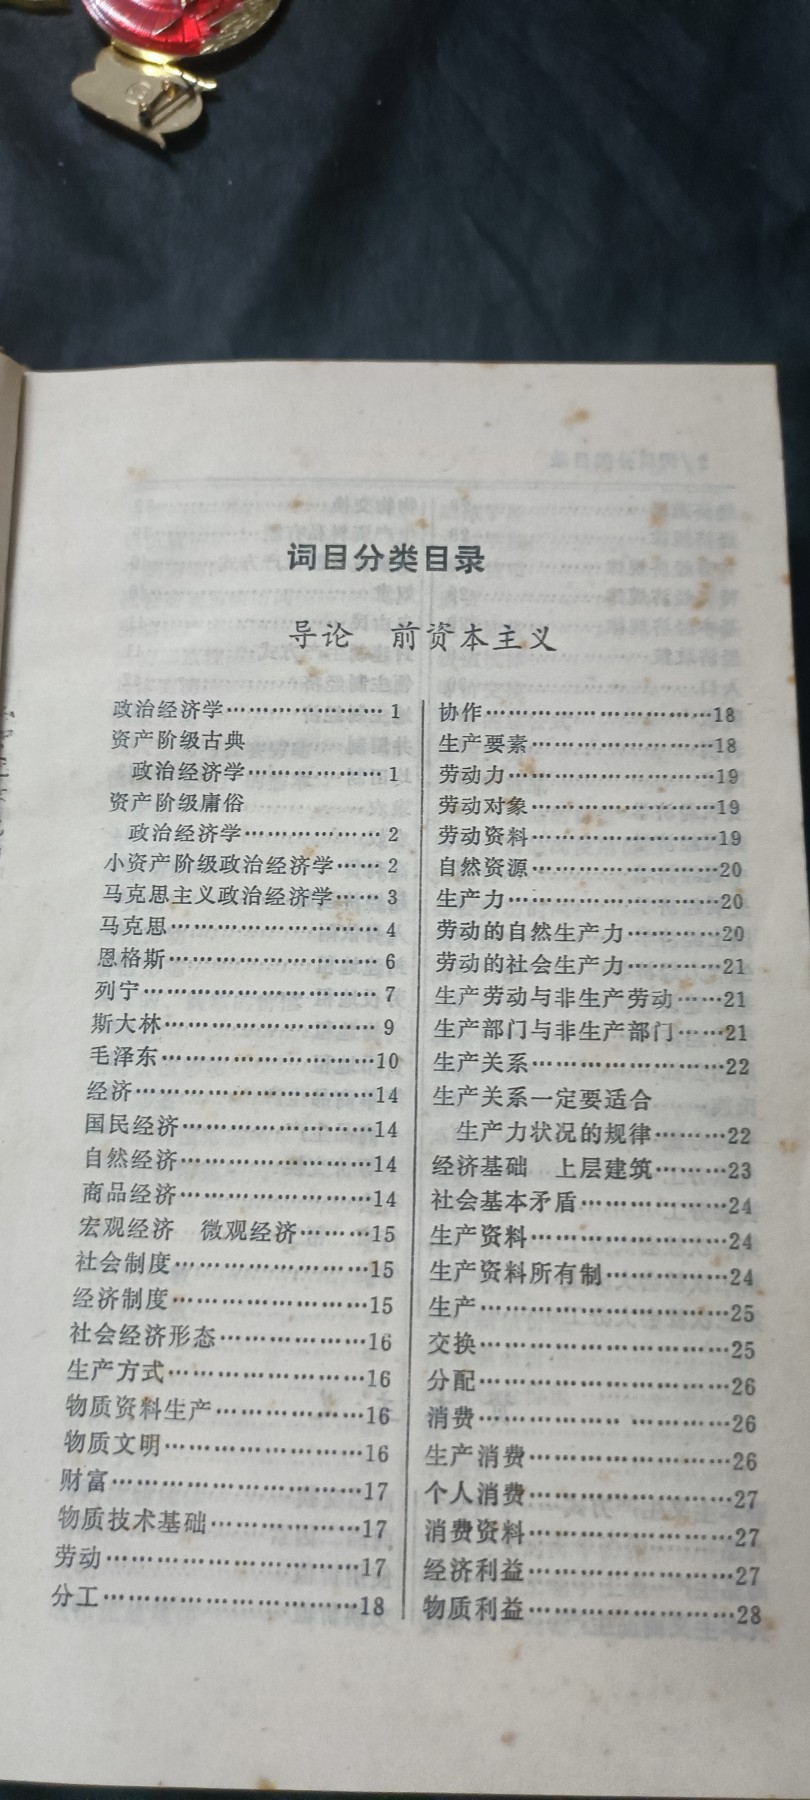 词目分类目录
导论 前资本主义
政治经济学…………………1
资产阶级古典
政治经济学………………1
资产阶级庸俗
政治经济学………………2
小资产阶级政治经济学……2
马克思主义政治经济学……3
马克思………………………4
恩格斯………………………6
列宁…………………………7
斯大林………………………9
毛泽东………………………10
经济…………………………14
国民经济……………………14
自然经济……………………14
商品经济……………………14
宏观经济 微观经济………15
社会制度……………………15
经济制度……………………15
社会经济形态………………16
生产方式……………………16
物质资料生产………………16
物质文明……………………16
财富…………………………17
物质技术基础………………17
劳动…………………………17
分工…………………………18
协作…………………………18
生产要素……………………18
劳动力………………………19
劳动对象……………………19
劳动资料……………………19
自然资源……………………20
生产力………………………20
劳动的自然生产力…………20
劳动的社会生产力…………21
生产劳动与非生产劳动……21
生产部门与非生产部门……21
生产关系……………………22
生产关系一定要适合
生产力状况的规律………22
经济基础 上层建筑………23
社会基本矛盾………………24
生产资料……………………24
生产资料所有制……………24
生产…………………………25
交换…………………………25
分配…………………………26
消费…………………………26
生产消费……………………26
个人消费……………………27
消费资料……………………27
经济利益……………………27
物质利益……………………28